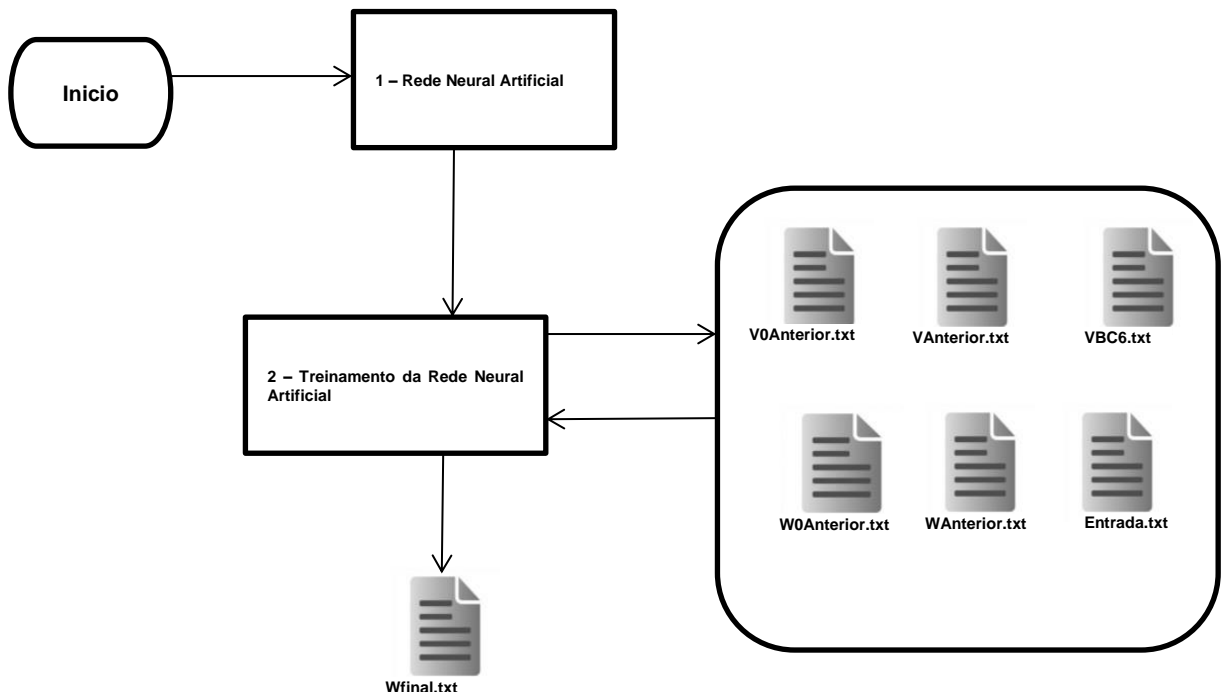 Inicio
1 – Rede Neural Artificial
V0Anterior.txt
VAnterior.txt
VBC6.txt
2 – Treinamento da Rede Neural
Artificial
W0Anterior.txt
WAnterior.txt
Entrada.txt
Wfinal.txt